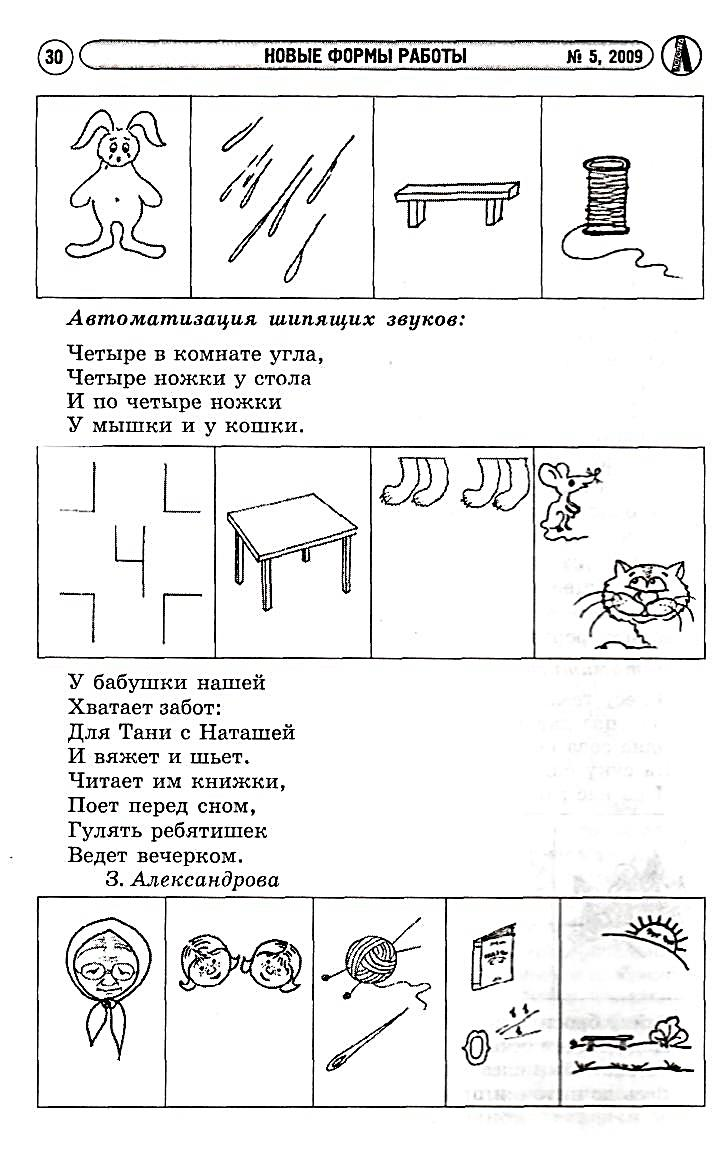 30
НОВЫЕ ФОРМЫ РАБОТЫ
№ 5, 2009
Автоматизация шипящих звуков:
Четыре в комнате угла,
Четыре ножки у стола
И по четыре ножки
У мышки и у кошки.
4
У бабушки нашей
Хватает забот:
Для Тани с Наташей
И вяжет и шьет.
Читает им книжки,
Поет перед сном,
Гулять ребятишек
Ведет вечерком.
З. Александрова